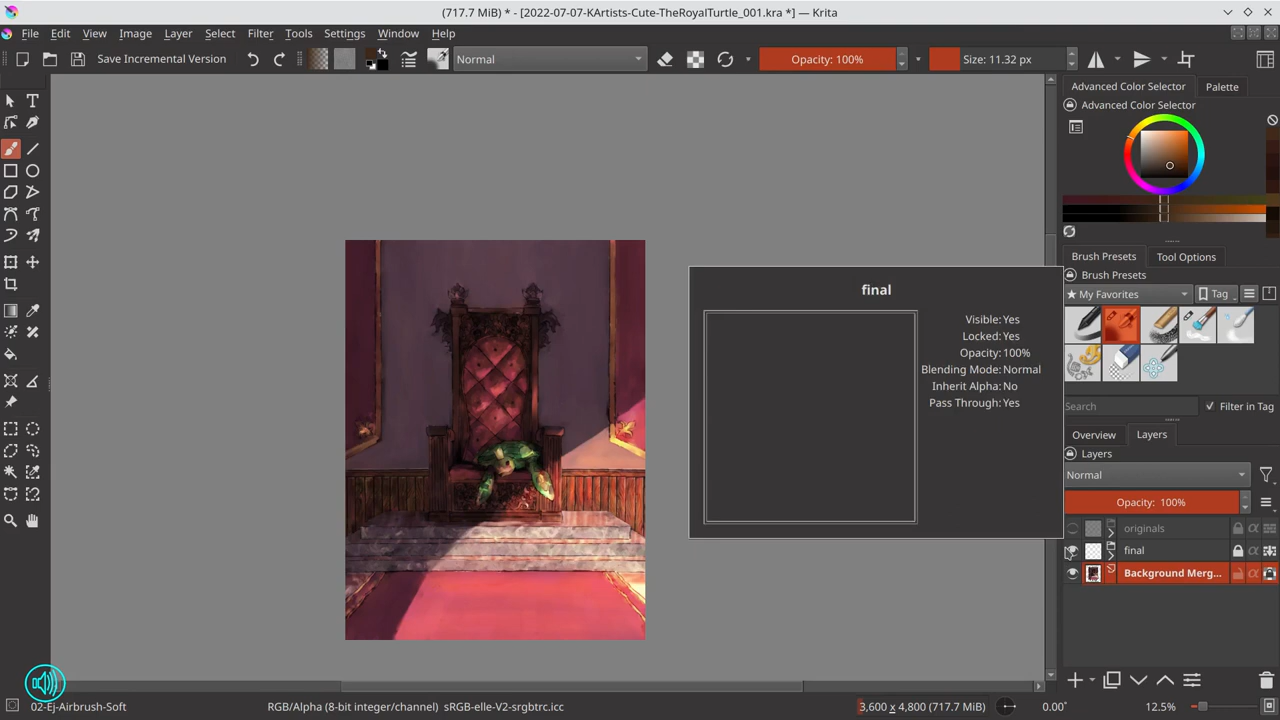 (717.7 MiB) * - [2022-07-07-KArtists-Cute-TheRoyalTurtle_001.kra *] — Krita
File Edit View Image Layer Select Filter Tools Settings Window Help
Save Incremental Version Normal Opacity: 100% Size: 11.32 px
Advanced Color Selector Palette
Advanced Color Selector
Brush Presets Tool Options
Brush Presets
★ My Favorites Tag
final
Visible: Yes
Locked: Yes
Opacity: 100%
Blending Mode: Normal
Inherit Alpha: No
Pass Through: Yes
Search Filter in Tag
Overview Layers
Layers
Normal
Opacity: 100%
originals
final
Background Merg...
02-Ej-Airbrush-Soft RGB/Alpha (8-bit integer/channel) sRGB-elle-V2-srgbtrc.icc 3,600 x 4,800 (717.7 MiB) 0.00° 12.5%